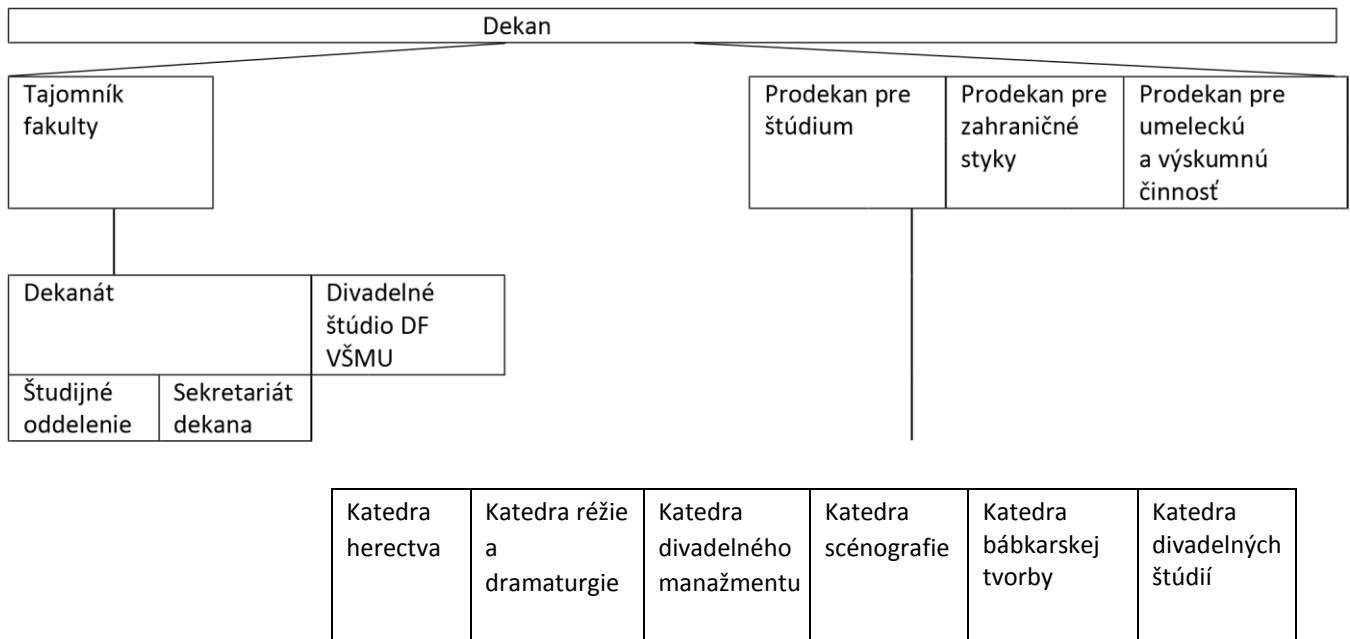 Dekan
Tajomník
fakulty
Prodekan pre
štúdium
Prodekan pre
zahraničné
styky
Prodekan pre
umeleckú
a výskumnú
činnosť
Dekanát
Divadelné
štúdio DF
VŠMU
Študijné
oddelenie
Sekretariát
dekana
Katedra
herectva
Katedra réžie
a
dramaturgie
Katedra
divadelného
manažmentu
Katedra
scénografie
Katedra
bábkarskej
tvorby
Katedra
divadelných
štúdií